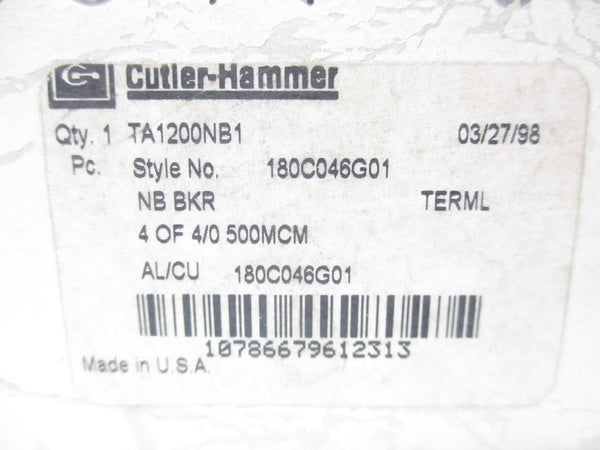 Cutler-Hammer
Qty. 1 TA1200NB1 03/27/98
Pc. Style No. 180C046G01
NB BKR TERML
4 OF 4/0 500MCM
AL/CU 180C046G01
10786679612313
Made in U.S.A.